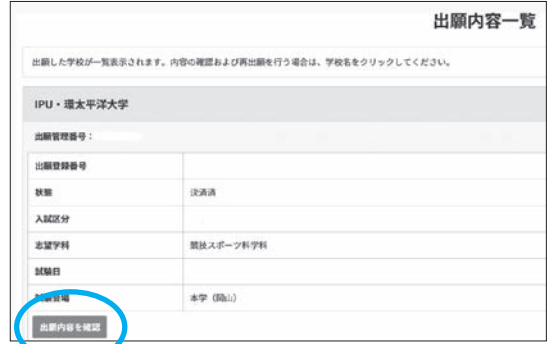 出願内容一覧
出願した学校が一覧表示されます。内容の確認および再出願を行う場合は、学校名をクリックしてください。
IPU・環太平洋大学
出願管理番号：
出願登録番号
状態 決済済
入試区分
志望学科 競技スポーツ科学科
試験日
試験会場 本学（岡山）
出願内容を確認